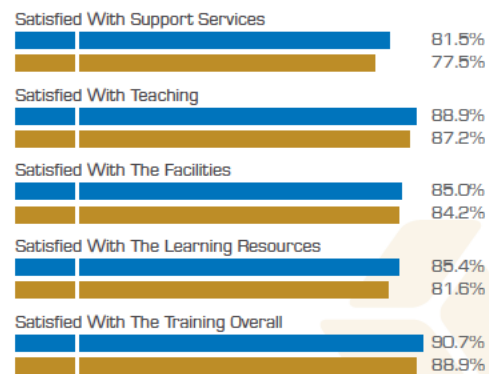 Satisfied With Support Services
81.5%
77.5%
Satisfied With Teaching
88.9%
87.2%
Satisfied With The Facilities
85.0%
84.2%
Satisfied With The Learning Resources
85.4%
81.6%
Satisfied With The Training Overall
90.7%
88.9%